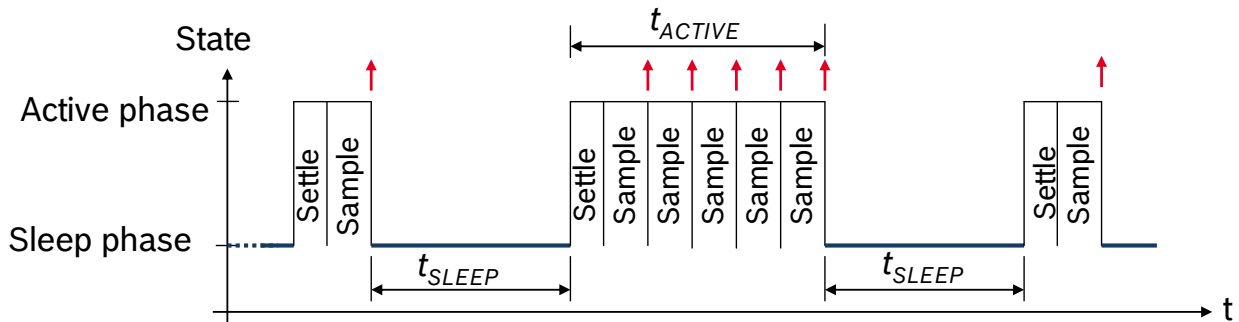 t_ACTIVE
State
Active phase
Settle
Sample
Settle
Sample
Sample
Sample
Sample
Sample
Settle
Sample
Sleep phase
t_SLEEP
t_SLEEP
t